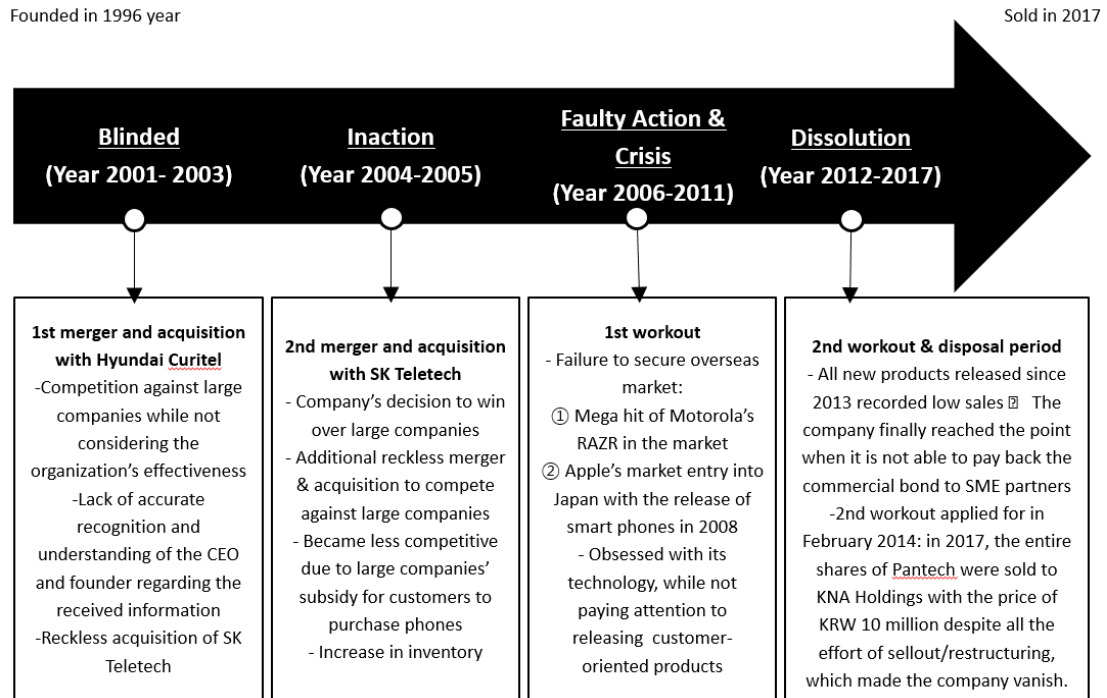 Founded in 1996 year
Sold in 2017
Blinded
(Year 2001- 2003)
Inaction
(Year 2004-2005)
Faulty Action &
Crisis
(Year 2006-2011)
Dissolution
(Year 2012-2017)
1st merger and acquisition
with Hyundai Curitel
-Competition against large
companies while not
considering the
organization’s effectiveness
-Lack of accurate
recognition and
understanding of the CEO
and founder regarding the
received information
-Reckless acquisition of SK
Teletech
2nd merger and acquisition
with SK Teletech
- Company’s decision to win
over large companies
- Additional reckless merger
& acquisition to compete
against large companies
- Became less competitive
due to large companies’
subsidy for customers to
purchase phones
- Increase in inventory
1st workout
- Failure to secure overseas
market:
① Mega hit of Motorola’s
RAZR in the market
② Apple’s market entry into
Japan with the release of
smart phones in 2008
- Obsessed with its
technology, while not
paying attention to
releasing customer-
oriented products
2nd workout & disposal period
- All new products released since
2013 recorded low sales The
company finally reached the point
when it is not able to pay back the
commercial bond to SME partners
-2nd workout applied for in
February 2014: in 2017, the entire
shares of Pantech were sold to
KNA Holdings with the price of
KRW 10 million despite all the
effort of sellout/restructuring,
which made the company vanish.